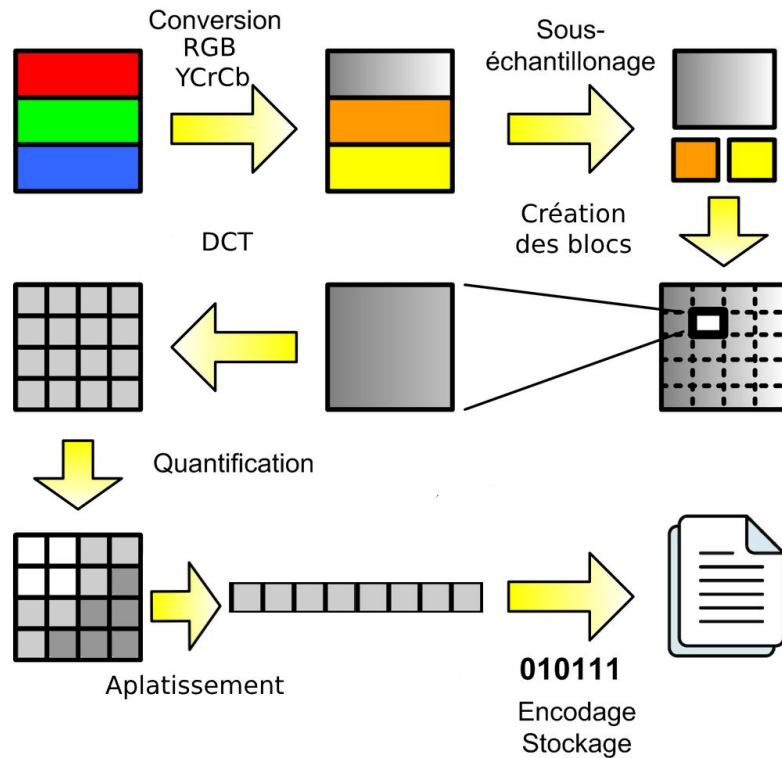 Conversion
RGB
YCrCb
Sous-
échantillonage
Création
des blocs
DCT
Quantification
Aplatissement
010111
Encodage
Stockage